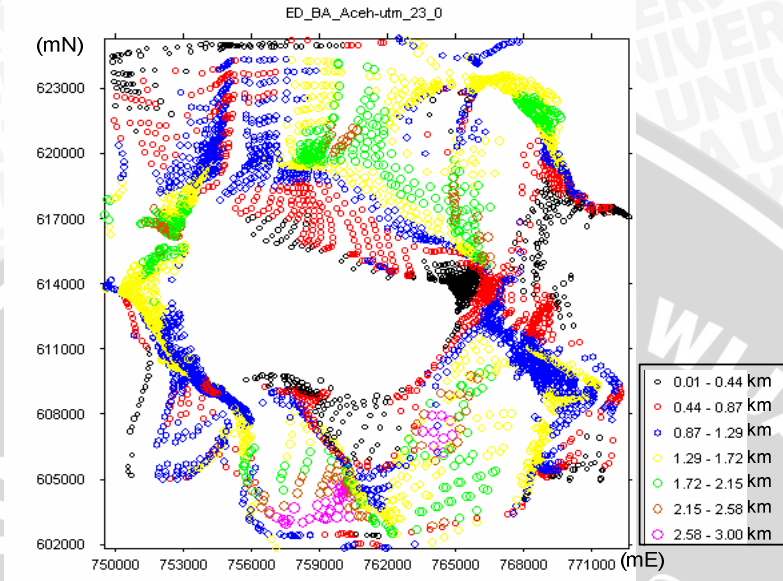 ED_BA_Aceh-utm_23_0
(mN)
623000
620000
617000
614000
611000
608000
605000
602000
750000 753000 756000 759000 762000 765000 768000 771000 (mE)
0.01 - 0.44 km
0.44 - 0.87 km
0.87 - 1.29 km
1.29 - 1.72 km
1.72 - 2.15 km
2.15 - 2.58 km
2.58 - 3.00 km